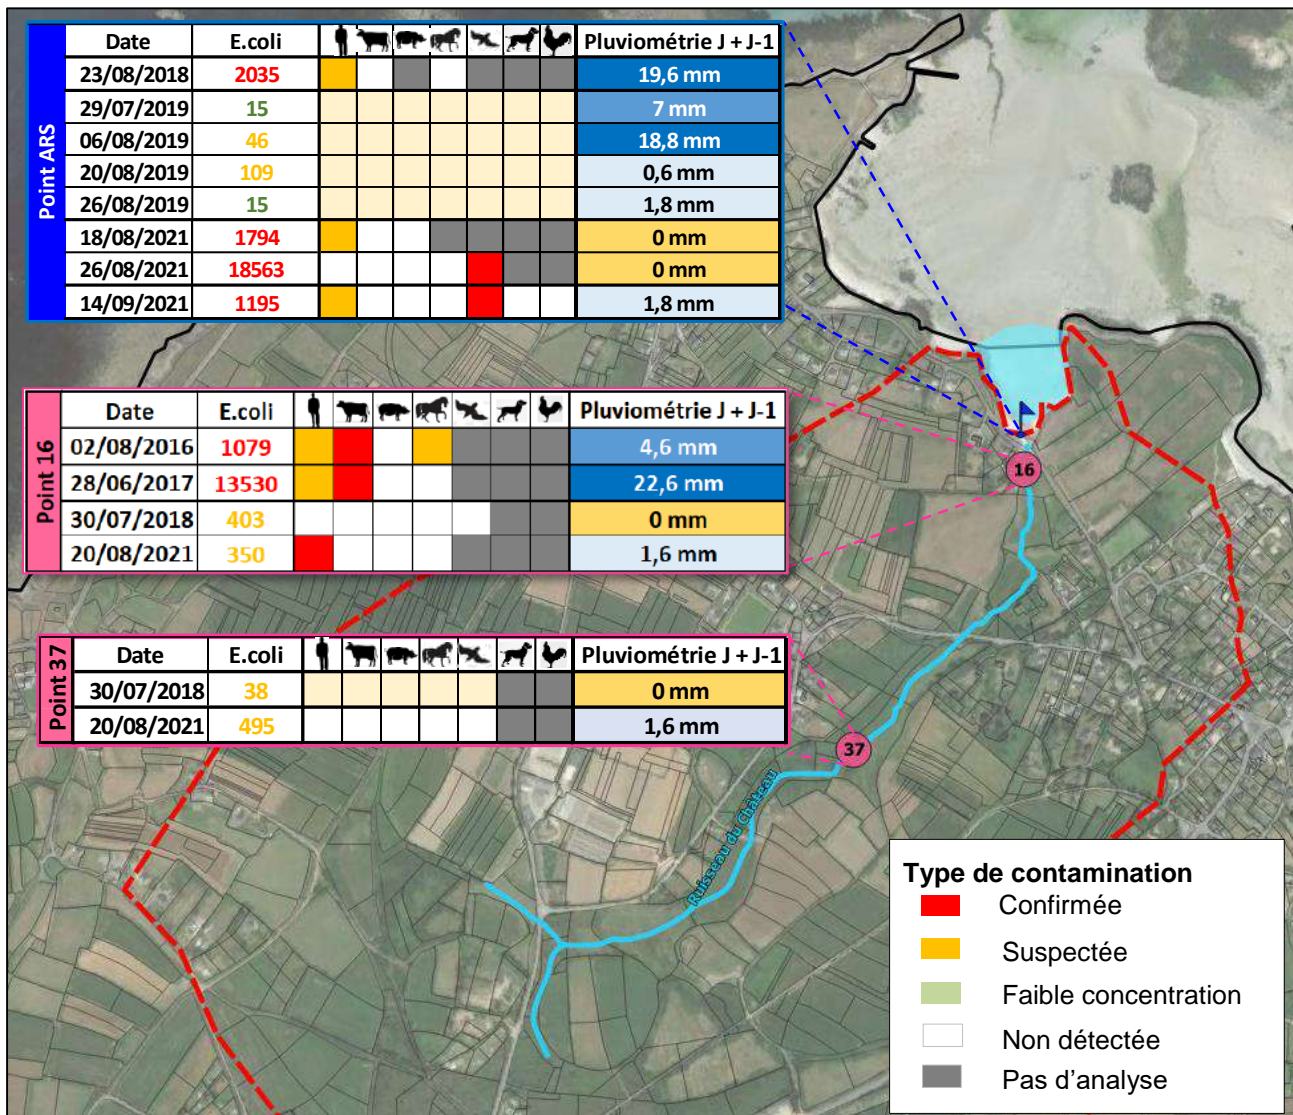 Point ARS
Date E.coli Pluviométrie J + J-1
23/08/2018 2035 19,6 mm
29/07/2019 15 7 mm
06/08/2019 46 18,8 mm
20/08/2019 109 0,6 mm
26/08/2019 15 1,8 mm
18/08/2021 1794 0 mm
26/08/2021 18563 0 mm
14/09/2021 1195 1,8 mm
Point 16
Date E.coli Pluviométrie J + J-1
02/08/2016 1079 4,6 mm
28/06/2017 13530 22,6 mm
30/07/2018 403 0 mm
20/08/2021 350 1,6 mm
16
Point 37
Date E.coli Pluviométrie J + J-1
30/07/2018 38 0 mm
20/08/2021 495 1,6 mm
37
Ruisseau du Château
Type de contamination
Confirmée
Suspectée
Faible concentration
Non détectée
Pas d’analyse